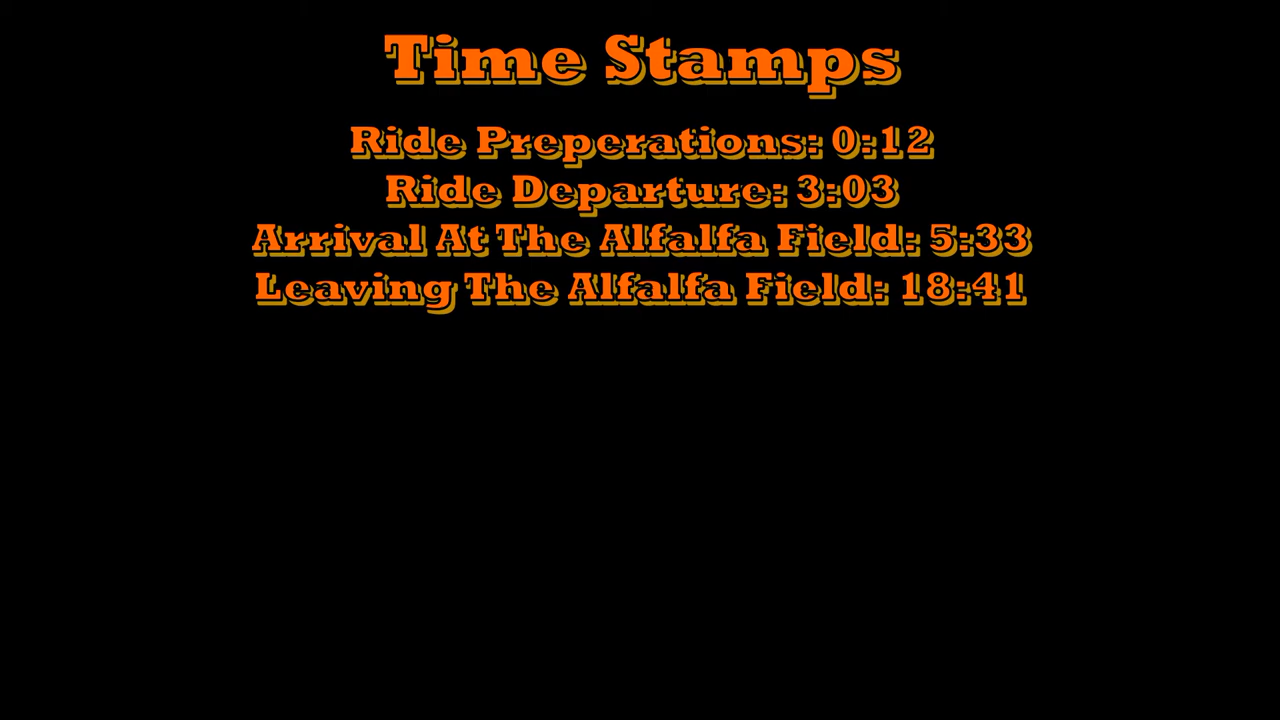 Time Stamps
Ride Preperations: 0:12
Ride Departure: 3:03
Arrival At The Alfalfa Field: 5:33
Leaving The Alfalfa Field: 18:41